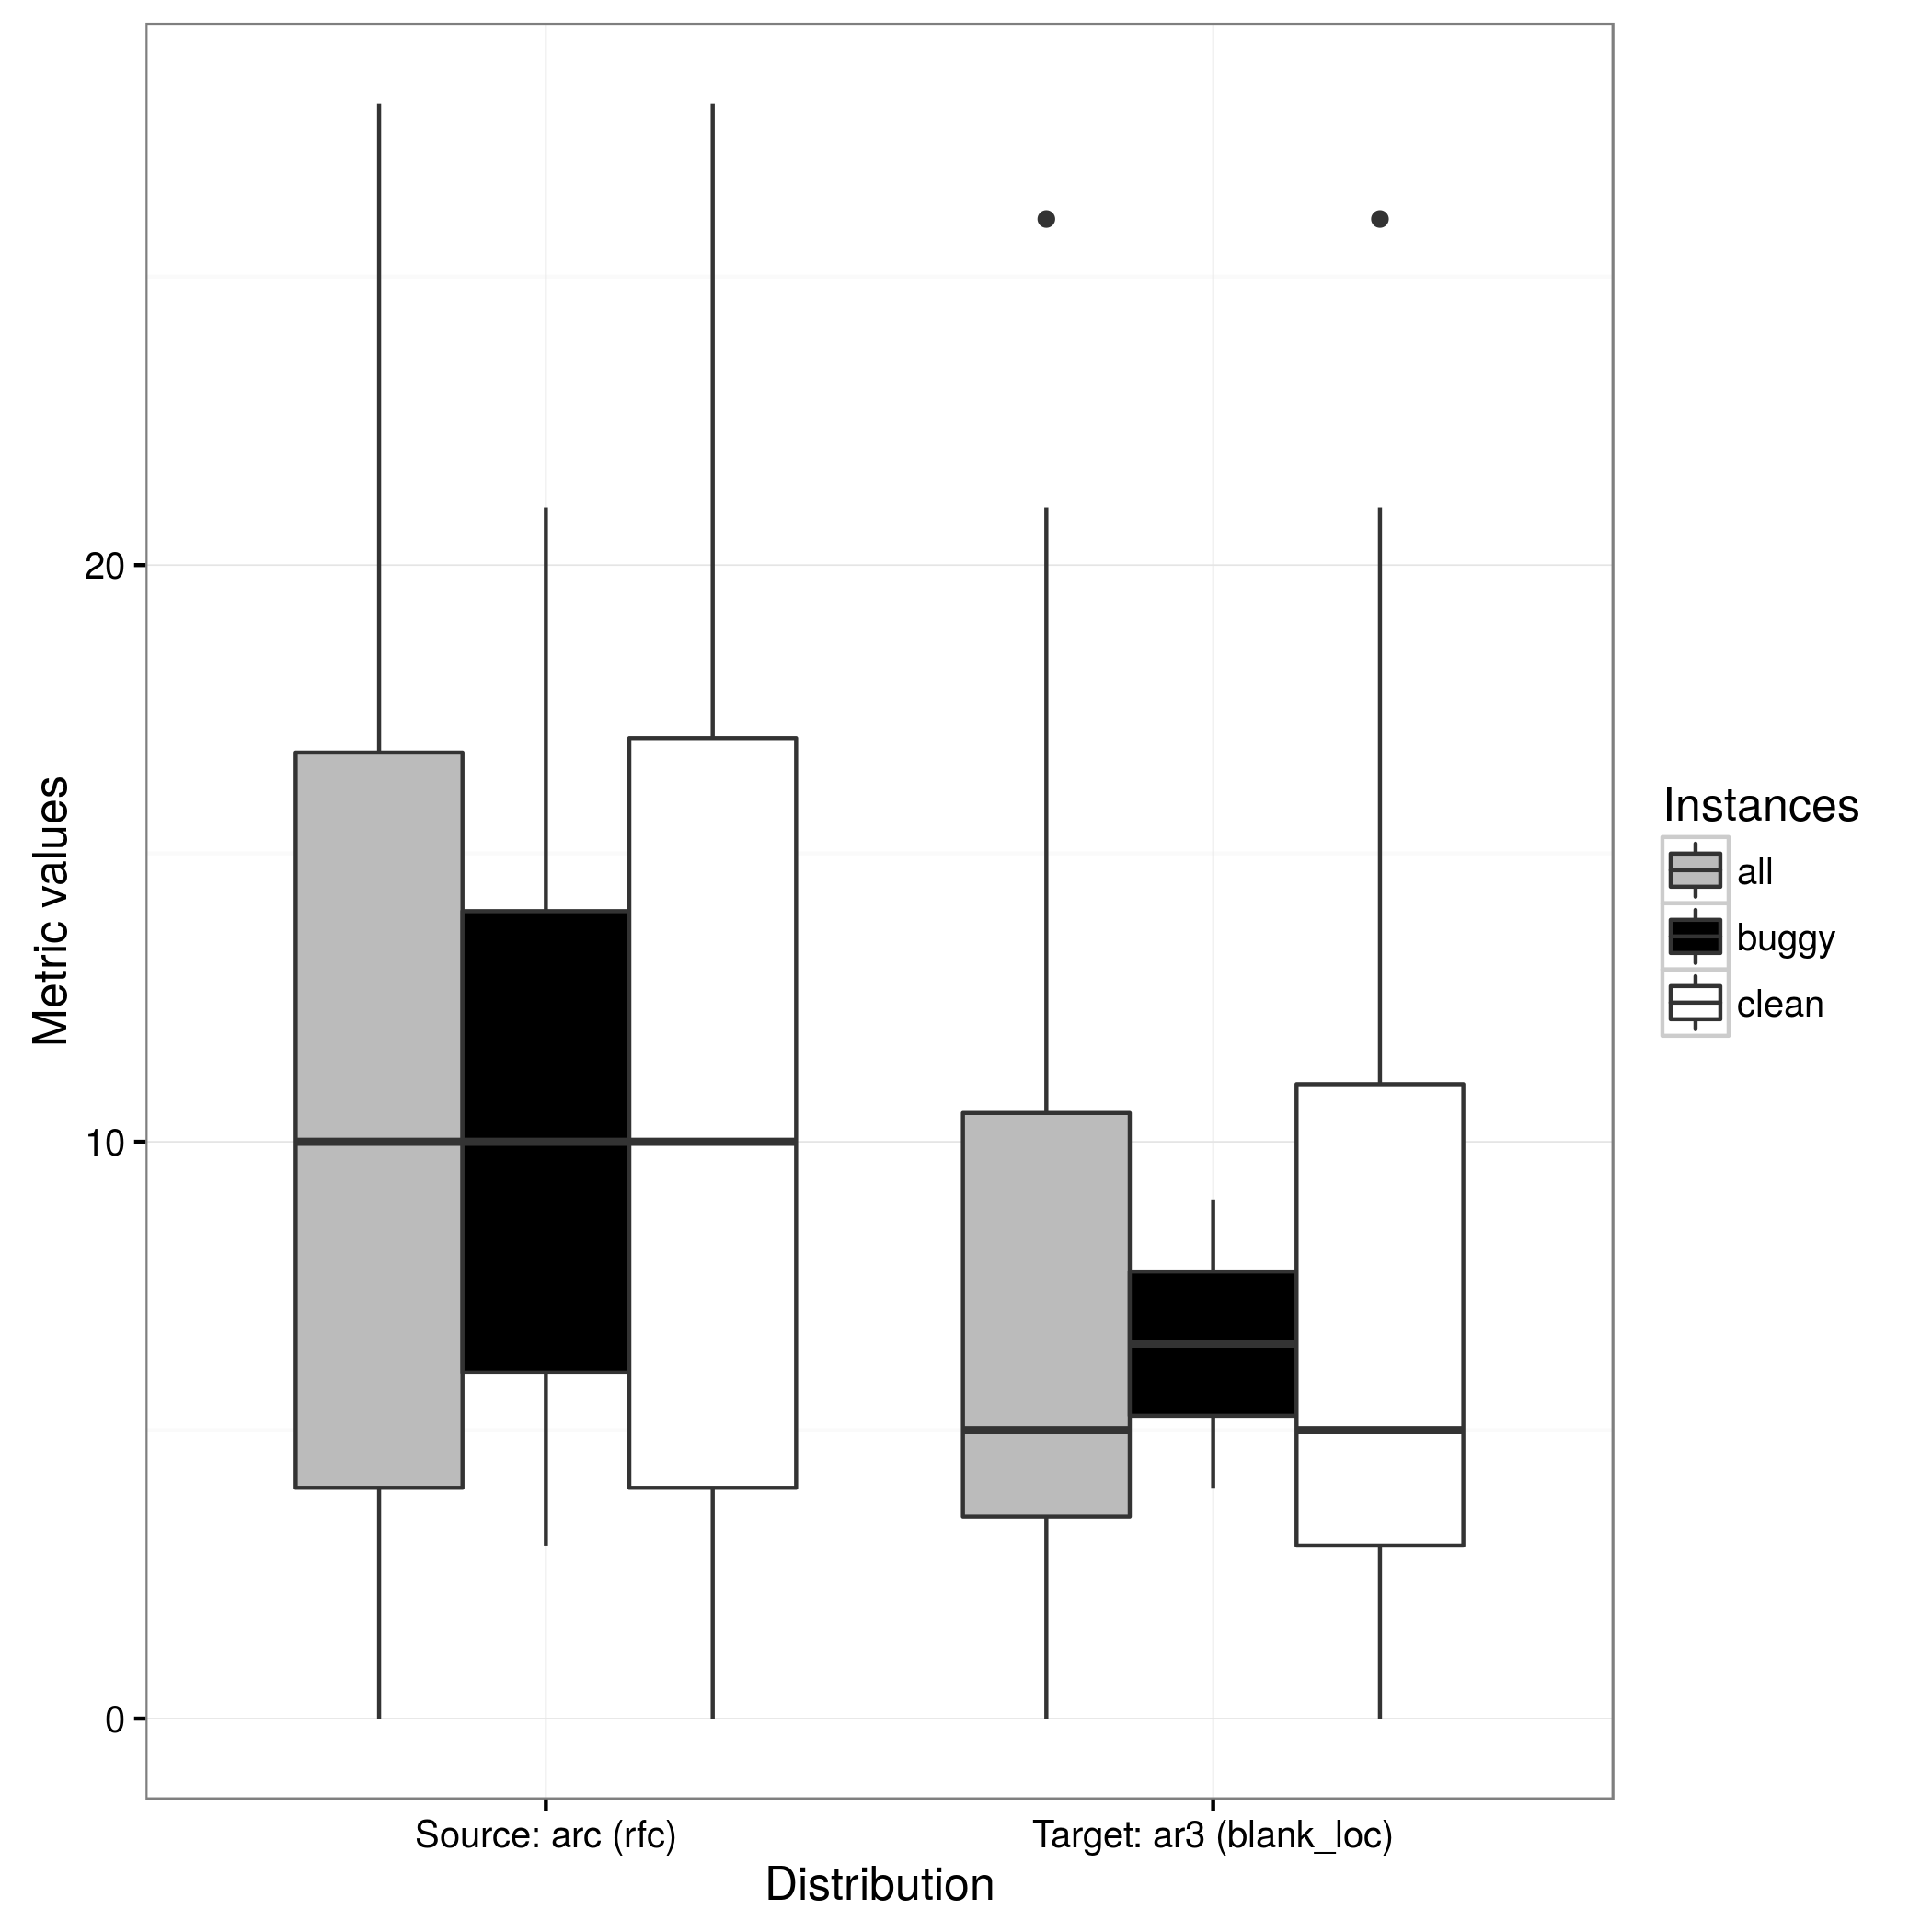 Metric values
20
10
0
Source: arc (rfc)
Target: ar3 (blank_loc)
Distribution
Instances
all
buggy
clean